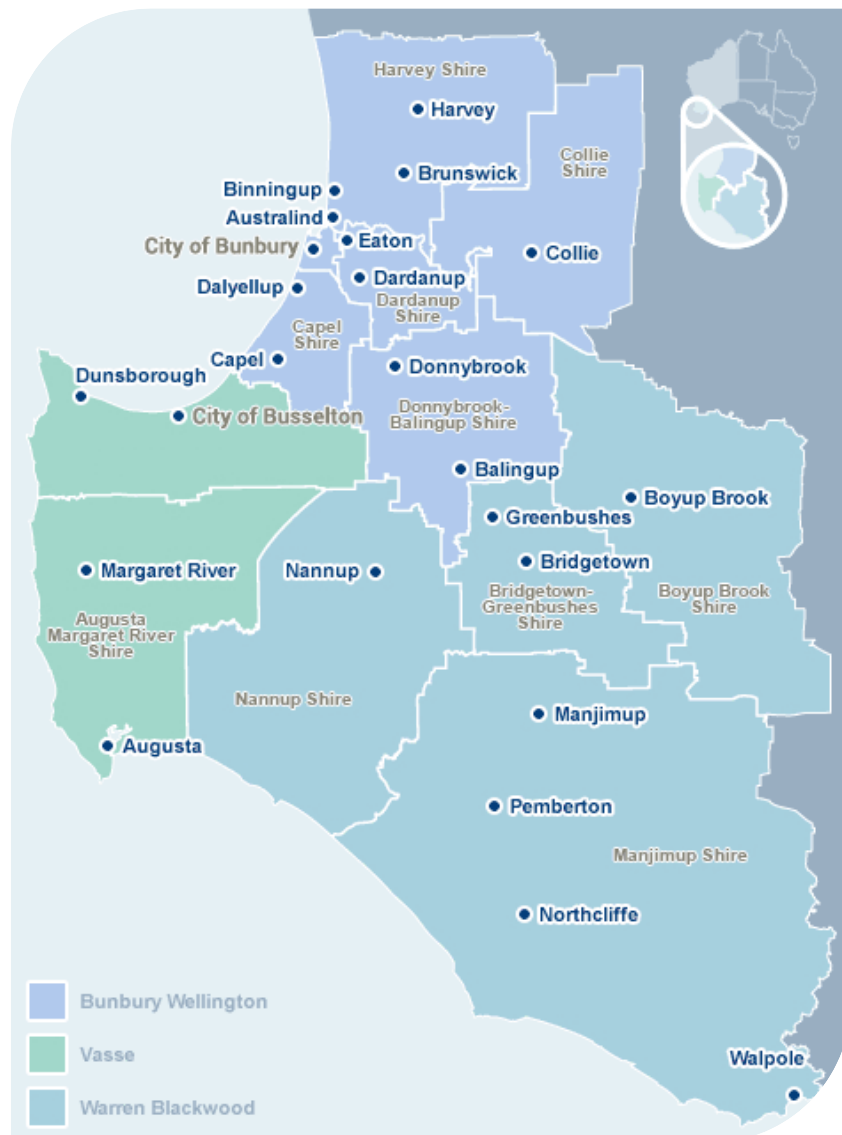 Harvey Shire
Harvey
Collie
Shire
Brunswick
Binningup
Australind
City of Bunbury
Eaton
Collie
Dalyellup
Dardanup
Dardanup
Shire
Capel
Shire
Capel
Donnybrook
Dunsborough
City of Busselton
Donnybrook-
Balingup Shire
Balingup
Boyup Brook
Greenbushes
Margaret River
Nannup
Bridgetown
Bridgetown-
Greenbushes
Shire
Boyup Brook
Shire
Augusta
Margaret River
Shire
Nannup Shire
Manjimup
Augusta
Pemberton
Manjimup Shire
Northcliffe
Bunbury Wellington
Vasse
Walpole
Warren Blackwood